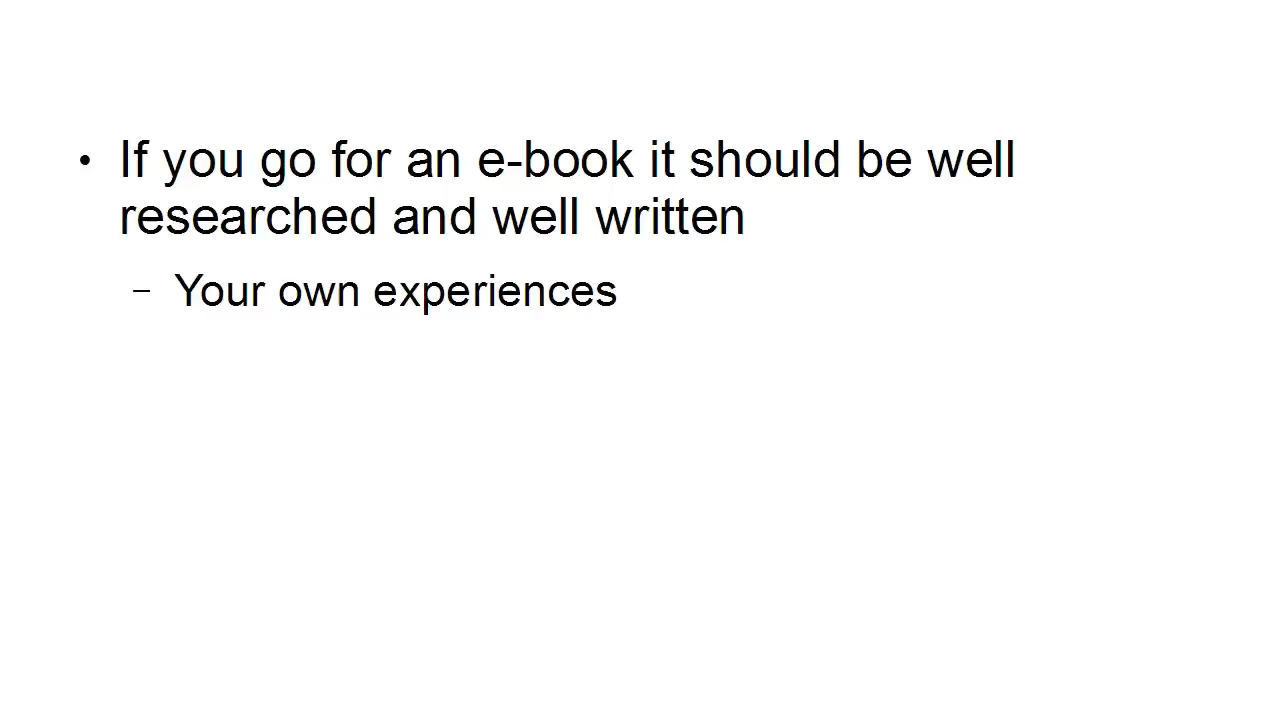 • If you go for an e-book it should be well
researched and well written
– Your own experiences